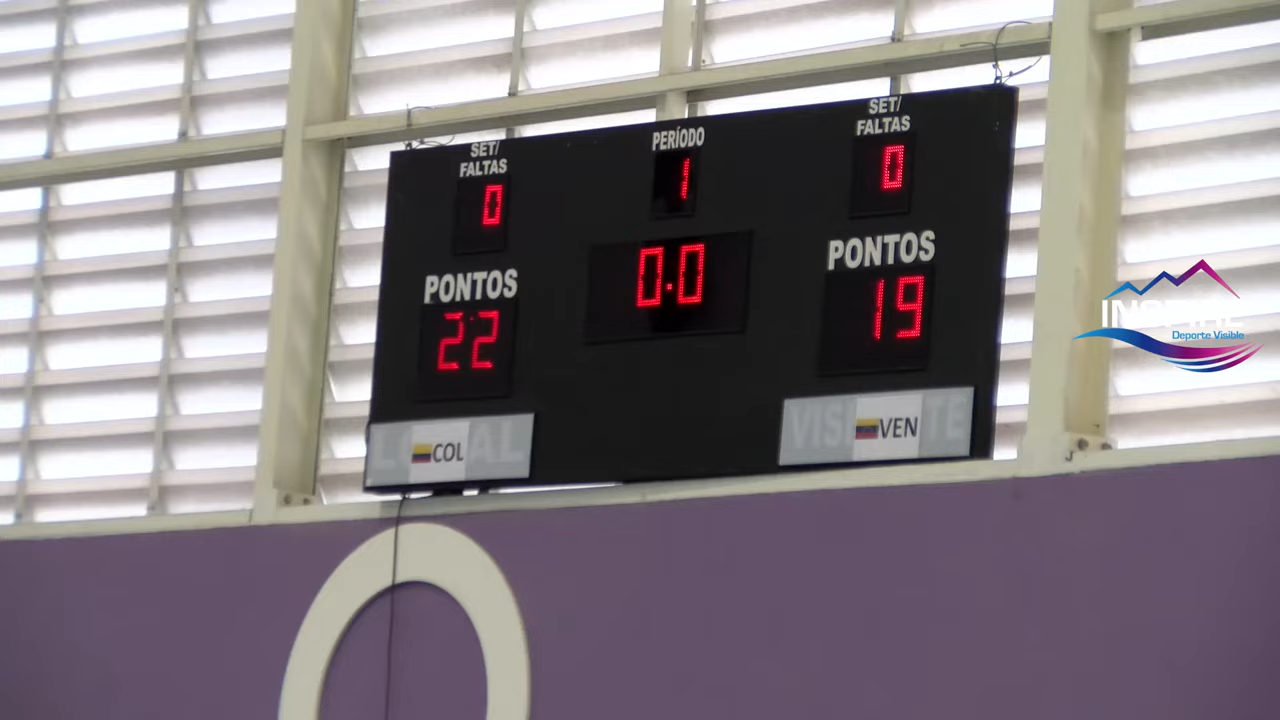 SET/
FALTAS
0
PERÍODO
1
SET/
FALTAS
0
PONTOS
22
0.0
PONTOS
19
COL
VEN
Deporte Visible